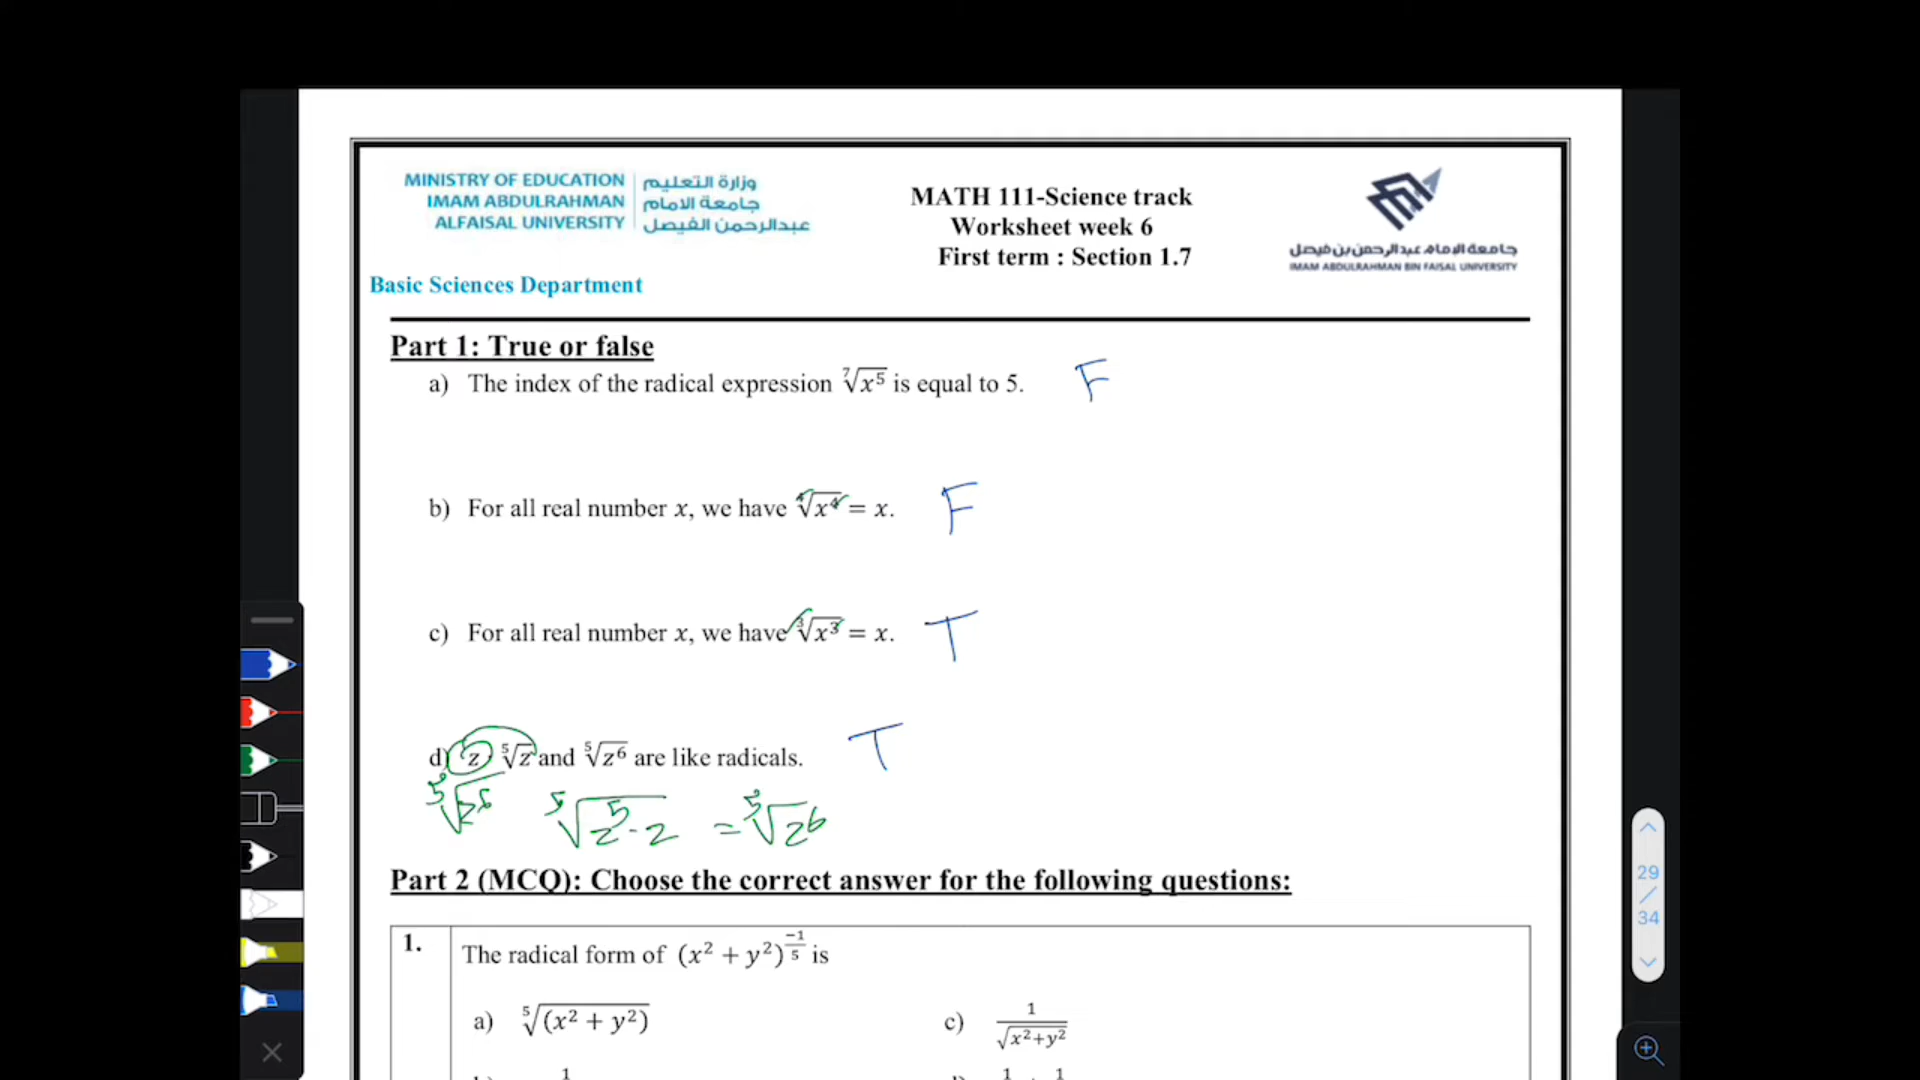 MINISTRY OF EDUCATION
IMAM ABDULRAHMAN
ALFAISAL UNIVERSITY
وزارة التعليم
جامعة الامام
عبدالرحمن الفيصل
MATH 111-Science track
Worksheet week 6
First term : Section 1.7
جامعة الإمام عبدالرحمن بن فيصل
IMAM ABDULRAHMAN BIN FAISAL UNIVERSITY
Basic Sciences Department
Part 1: True or false
a) The index of the radical expression ⁷√x⁵ is equal to 5. F
b) For all real number x, we have ⁴√x⁴ = x. F
c) For all real number x, we have ³√x³ = x. T
d) z ⁵√z and ⁵√z⁶ are like radicals. T
⁵√z⁵ ⁵√z⁵·z = ⁵√z⁶
Part 2 (MCQ): Choose the correct answer for the following questions:
1. The radical form of (x² + y²)^(-1/5) is
a) ⁵√(x² + y²)
c) 1/√x²+y²
29
/
34